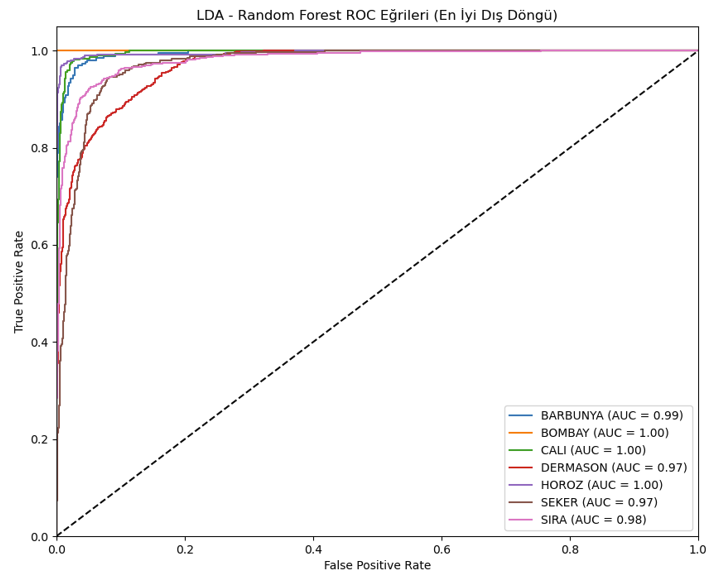 LDA - Random Forest ROC Eğrileri (En İyi Dış Döngü)
1.0
0.8
0.6
0.4
0.2
0.0
True Positive Rate
BARBUNYA (AUC = 0.99)
BOMBAY (AUC = 1.00)
CALI (AUC = 1.00)
DERMASON (AUC = 0.97)
HOROZ (AUC = 1.00)
SEKER (AUC = 0.97)
SIRA (AUC = 0.98)
0.0 0.2 0.4 0.6 0.8 1.0
False Positive Rate